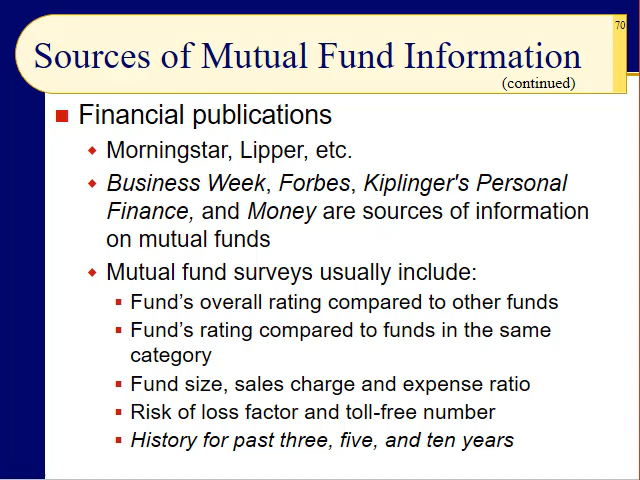 70
Sources of Mutual Fund Information
(continued)
Financial publications
Morningstar, Lipper, etc.
Business Week, Forbes, Kiplinger's Personal
Finance, and Money are sources of information
on mutual funds
Mutual fund surveys usually include:
Fund’s overall rating compared to other funds
Fund’s rating compared to funds in the same
category
Fund size, sales charge and expense ratio
Risk of loss factor and toll-free number
History for past three, five, and ten years